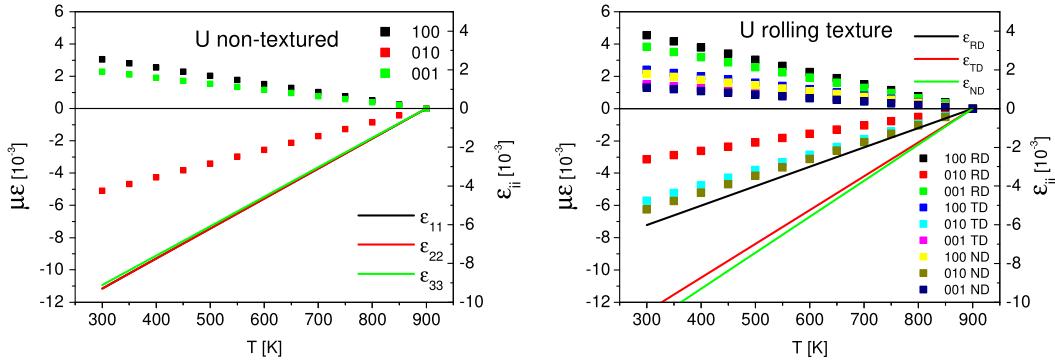 U non-textured
100
010
001
6
4
2
0
-2
-4
-6
-8
-10
-12
4
2
0
-2
-4
-6
-8
-10
με [10⁻³]
ε_ii [10⁻³]
ε₁₁
ε₂₂
ε₃₃
300 400 500 600 700 800 900
T [K]
U rolling texture
ε_RD
ε_TD
ε_ND
6
4
2
0
-2
-4
-6
-8
-10
-12
4
2
0
-2
-4
-6
-8
-10
με [10⁻³]
ε_ii [10⁻³]
100 RD
010 RD
001 RD
100 TD
010 TD
001 TD
100 ND
010 ND
001 ND
300 400 500 600 700 800 900
T [K]